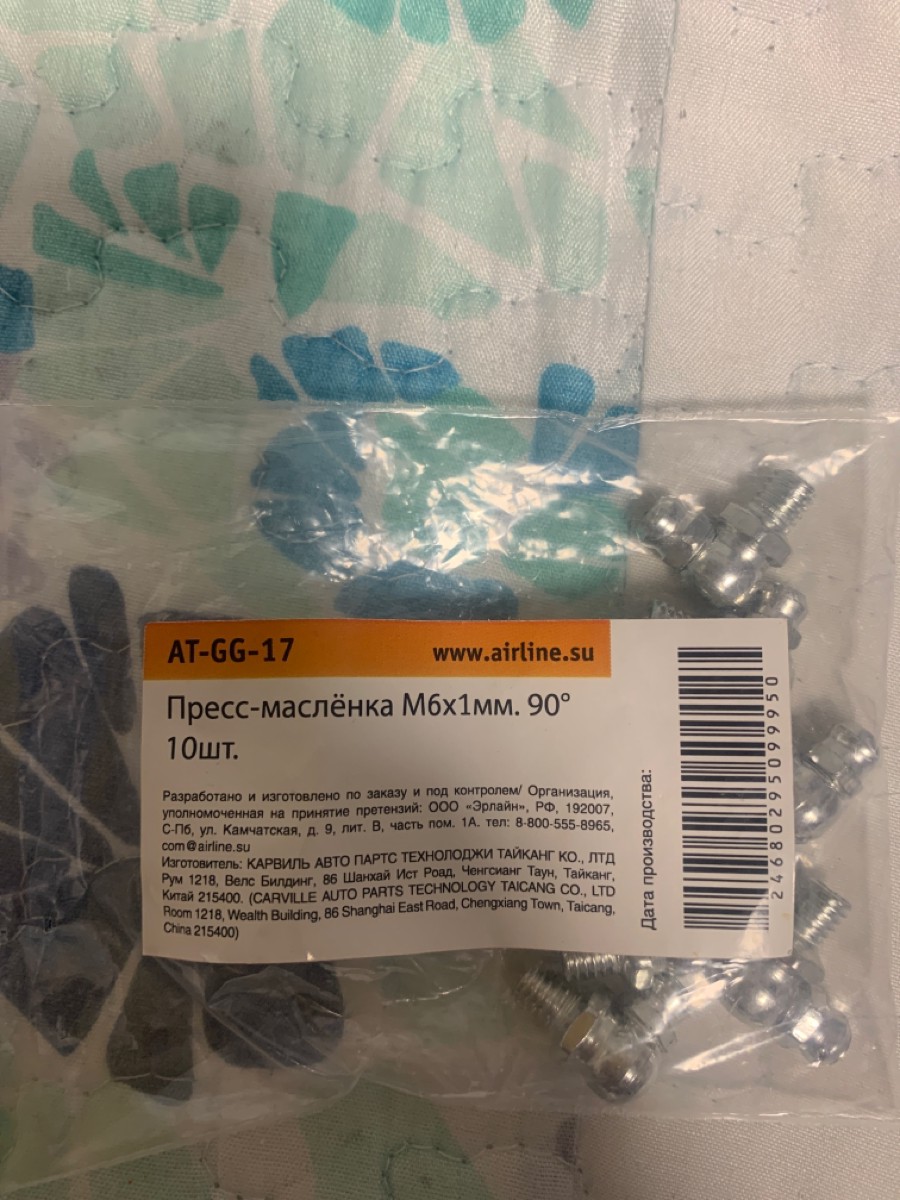 AT-GG-17 www.airline.su
Пресс-маслёнка М6х1мм. 90°
10шт.
Разработано и изготовлено по заказу и под контролем/ Организация,
уполномоченная на принятие претензий: ООО «Эрлайн», РФ, 192007,
С-Пб, ул. Камчатская, д. 9, лит. В, часть пом. 1А. тел: 8-800-555-8965,
com@airline.su
Изготовитель: КАРВИЛЬ АВТО ПАРТС ТЕХНОЛОДЖИ ТАЙКАНГ КО., ЛТД
Рум 1218, Велс Билдинг, 86 Шанхай Ист Роад, Ченгсианг Таун, Тайканг,
Китай 215400. (CARVILLE AUTO PARTS TECHNOLOGY TAICANG CO., LTD
Room 1218, Wealth Building, 86 Shanghai East Road, Chengxiang Town, Taicang,
China 215400)
Дата производства:
2468029509950